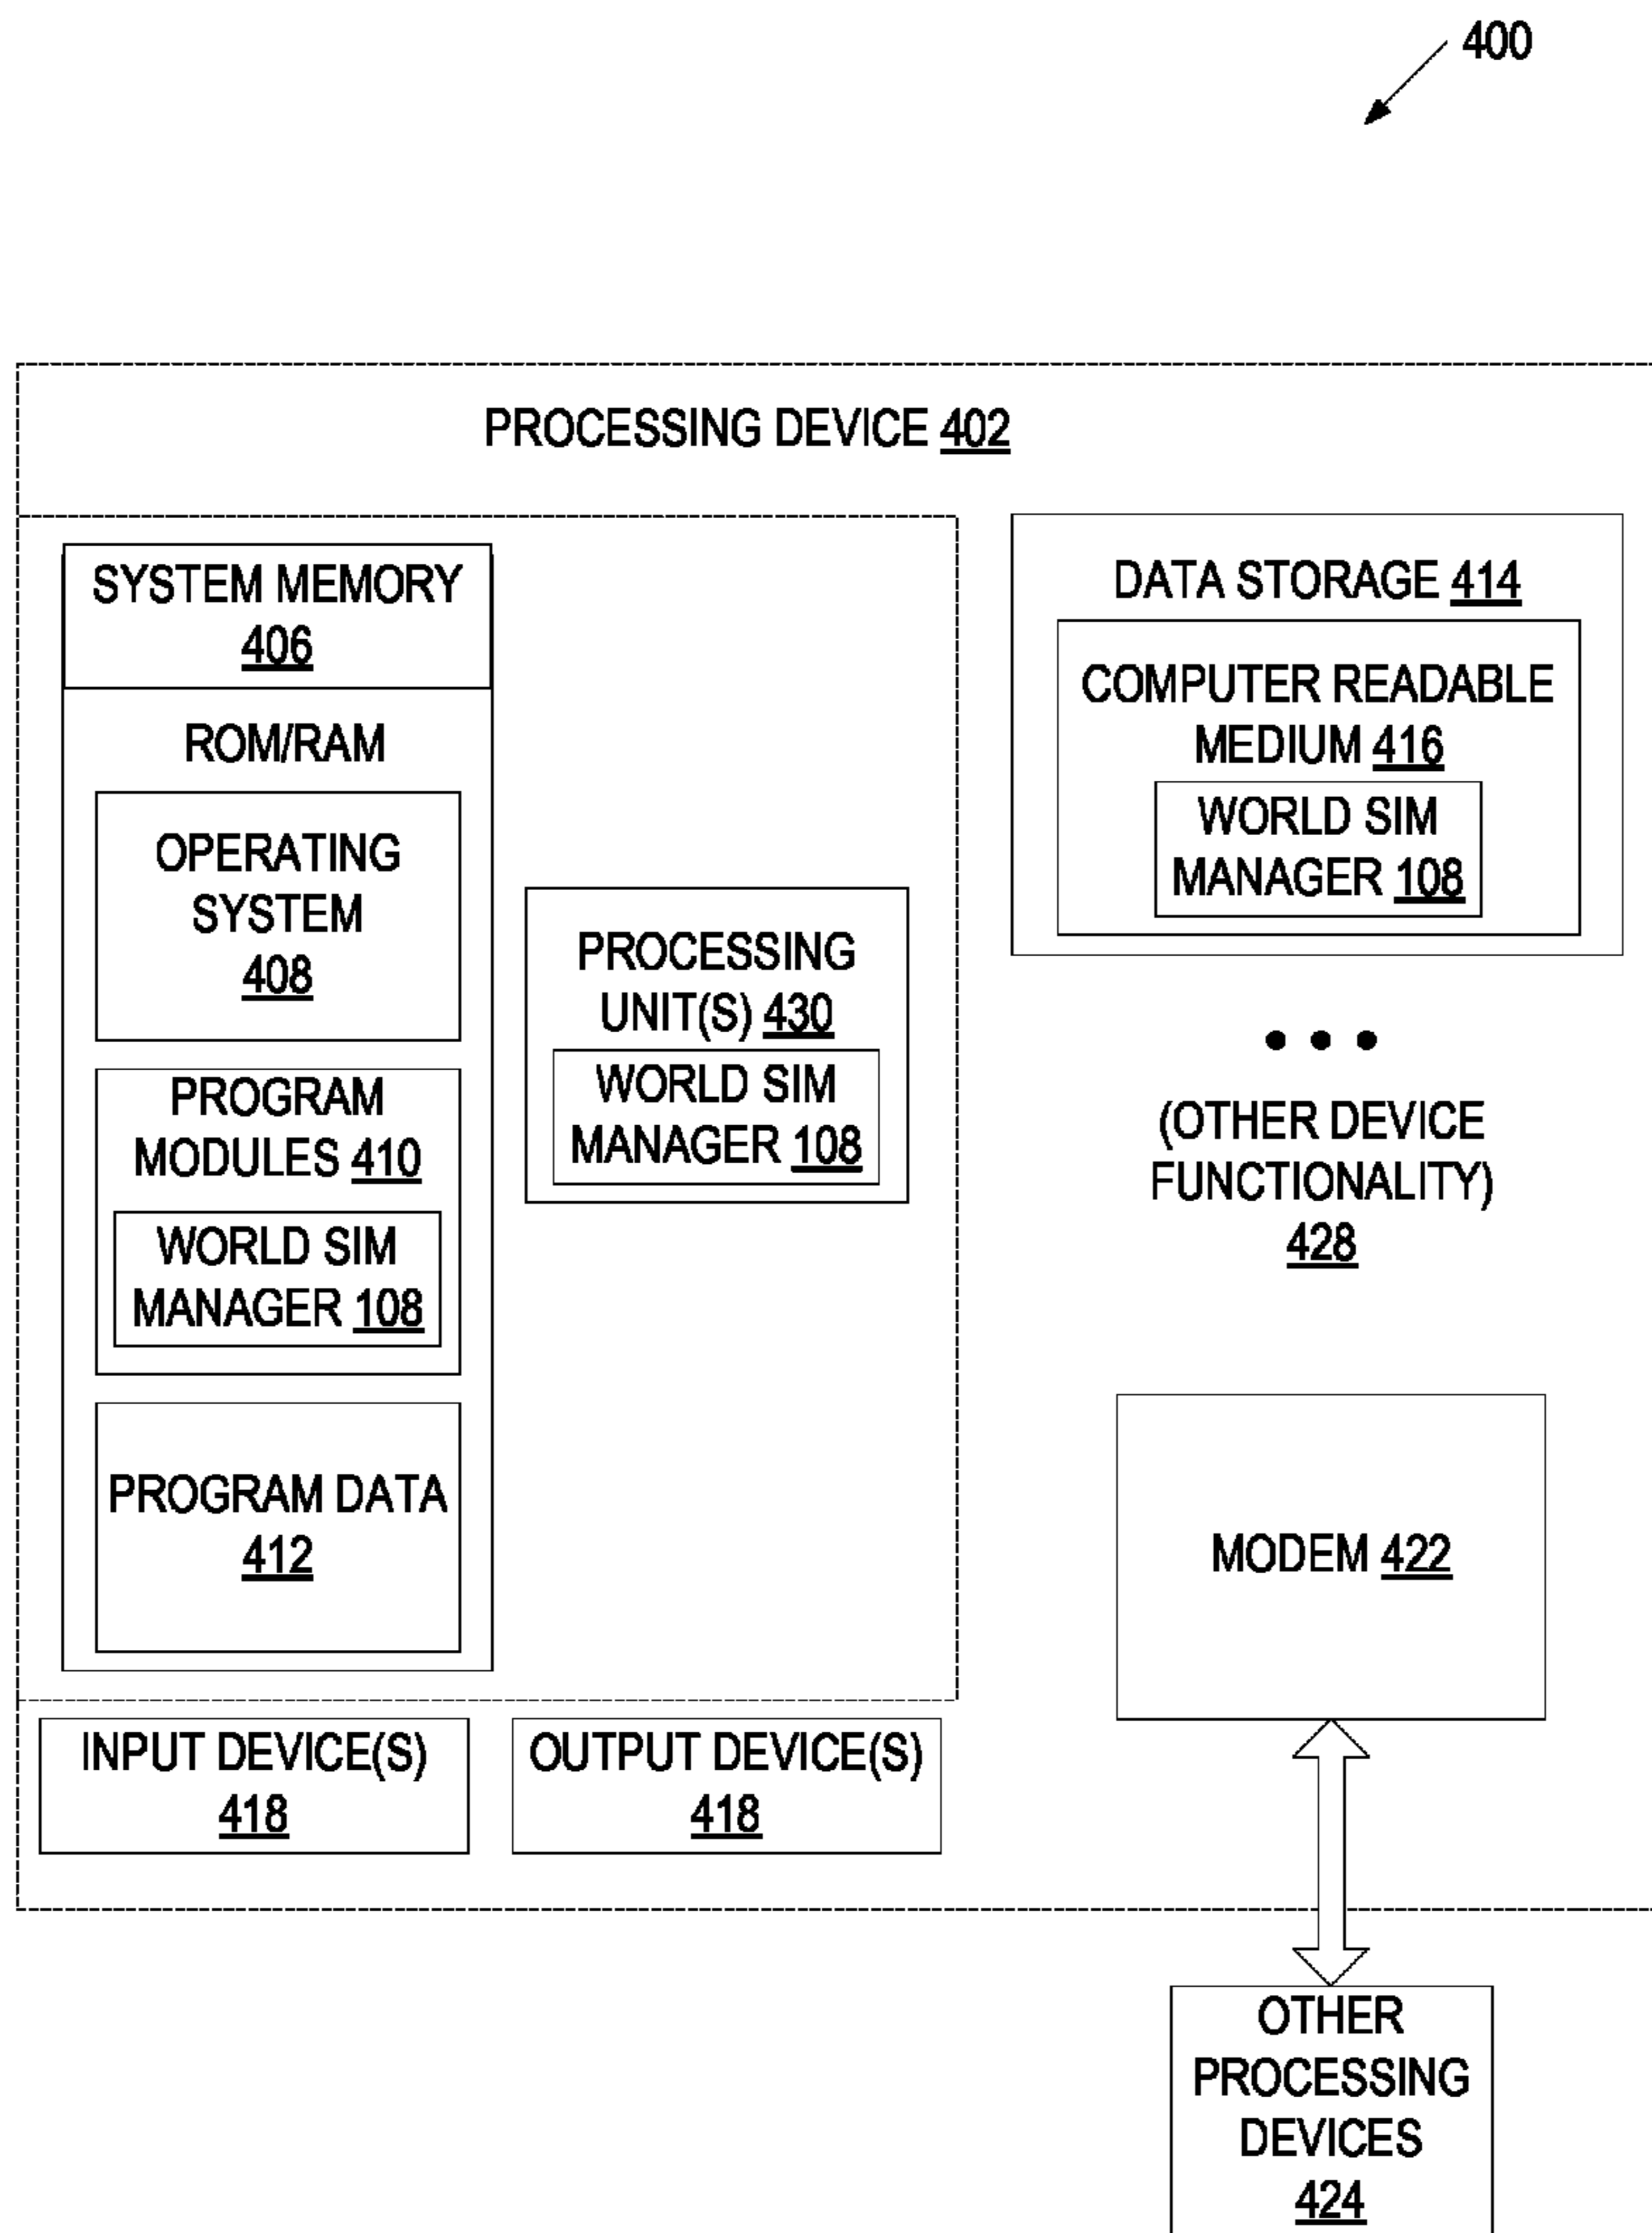 400
PROCESSING DEVICE 402
SYSTEM MEMORY
406
ROM/RAM
OPERATING
SYSTEM
408
PROGRAM
MODULES 410
WORLD SIM
MANAGER 108
PROGRAM DATA
412
PROCESSING
UNIT(S) 430
WORLD SIM
MANAGER 108
DATA STORAGE 414
COMPUTER READABLE
MEDIUM 416
WORLD SIM
MANAGER 108
(OTHER DEVICE
FUNCTIONALITY)
428
MODEM 422
INPUT DEVICE(S)
418
OUTPUT DEVICE(S)
418
OTHER
PROCESSING
DEVICES
424